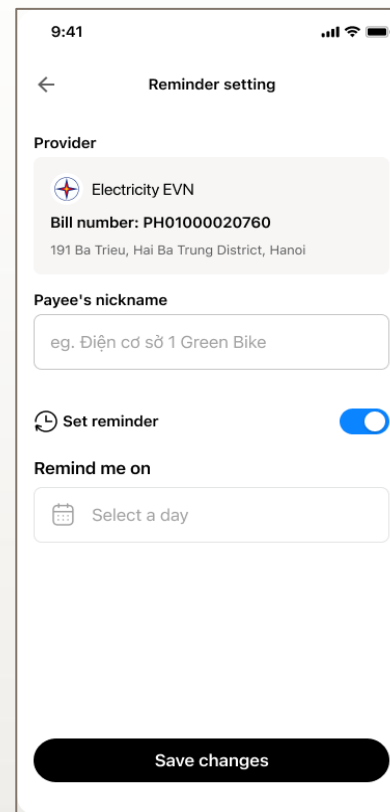 9:41
Reminder setting
Provider
Electricity EVN
Bill number: PH01000020760
191 Ba Trieu, Hai Ba Trung District, Hanoi
Payee's nickname
eg. Điện cơ sở 1 Green Bike
Set reminder
Remind me on
Select a day
Save changes